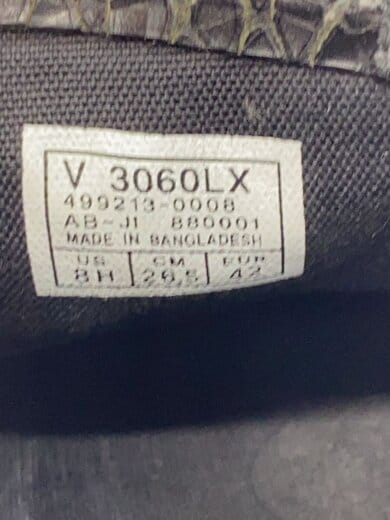 V 3060LX
499213-0008
AB-J1 880001
MADE IN BANGLADESH
US CM EUR
8H 26.5 42